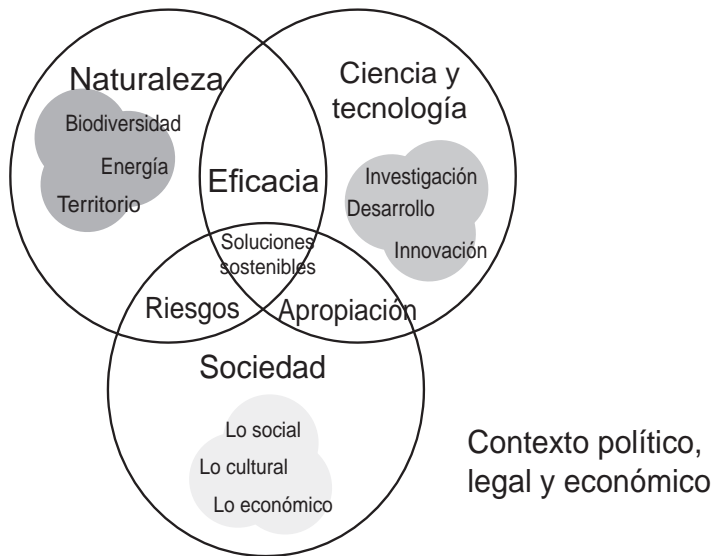 Naturaleza
Biodiversidad
Energía
Territorio
Ciencia y
tecnología
Investigación
Desarrollo
Innovación
Eficacia
Soluciones
sostenibles
Riesgos
Apropiación
Sociedad
Lo social
Lo cultural
Lo económico
Contexto político,
legal y económico